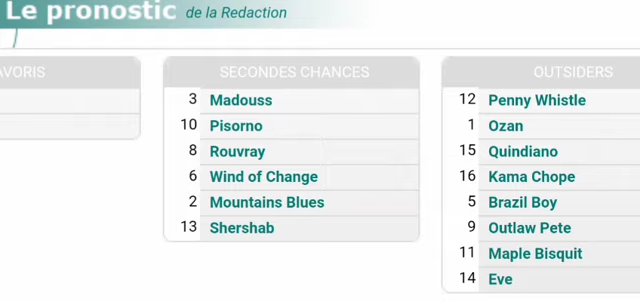 Le pronostic de la Redaction
AVORIS
SECONDES CHANCES
3 Madouss
10 Pisorno
8 Rouvray
6 Wind of Change
2 Mountains Blues
13 Shershab
OUTSIDERS
12 Penny Whistle
1 Ozan
15 Quindiano
16 Kama Chope
5 Brazil Boy
9 Outlaw Pete
11 Maple Bisquit
14 Eve